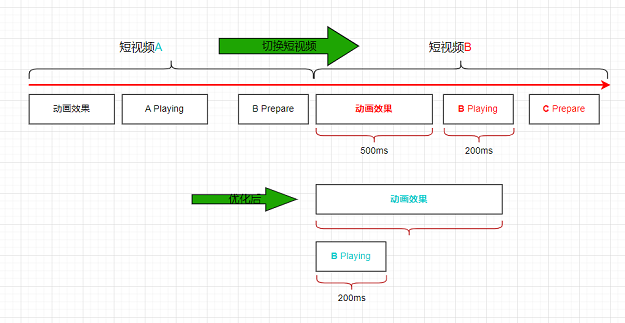 短视频A
切换短视频
短视频B
动画效果
A Playing
B Prepare
动画效果
B Playing
C Prepare
500ms
200ms
优化后
动画效果
B Playing
200ms